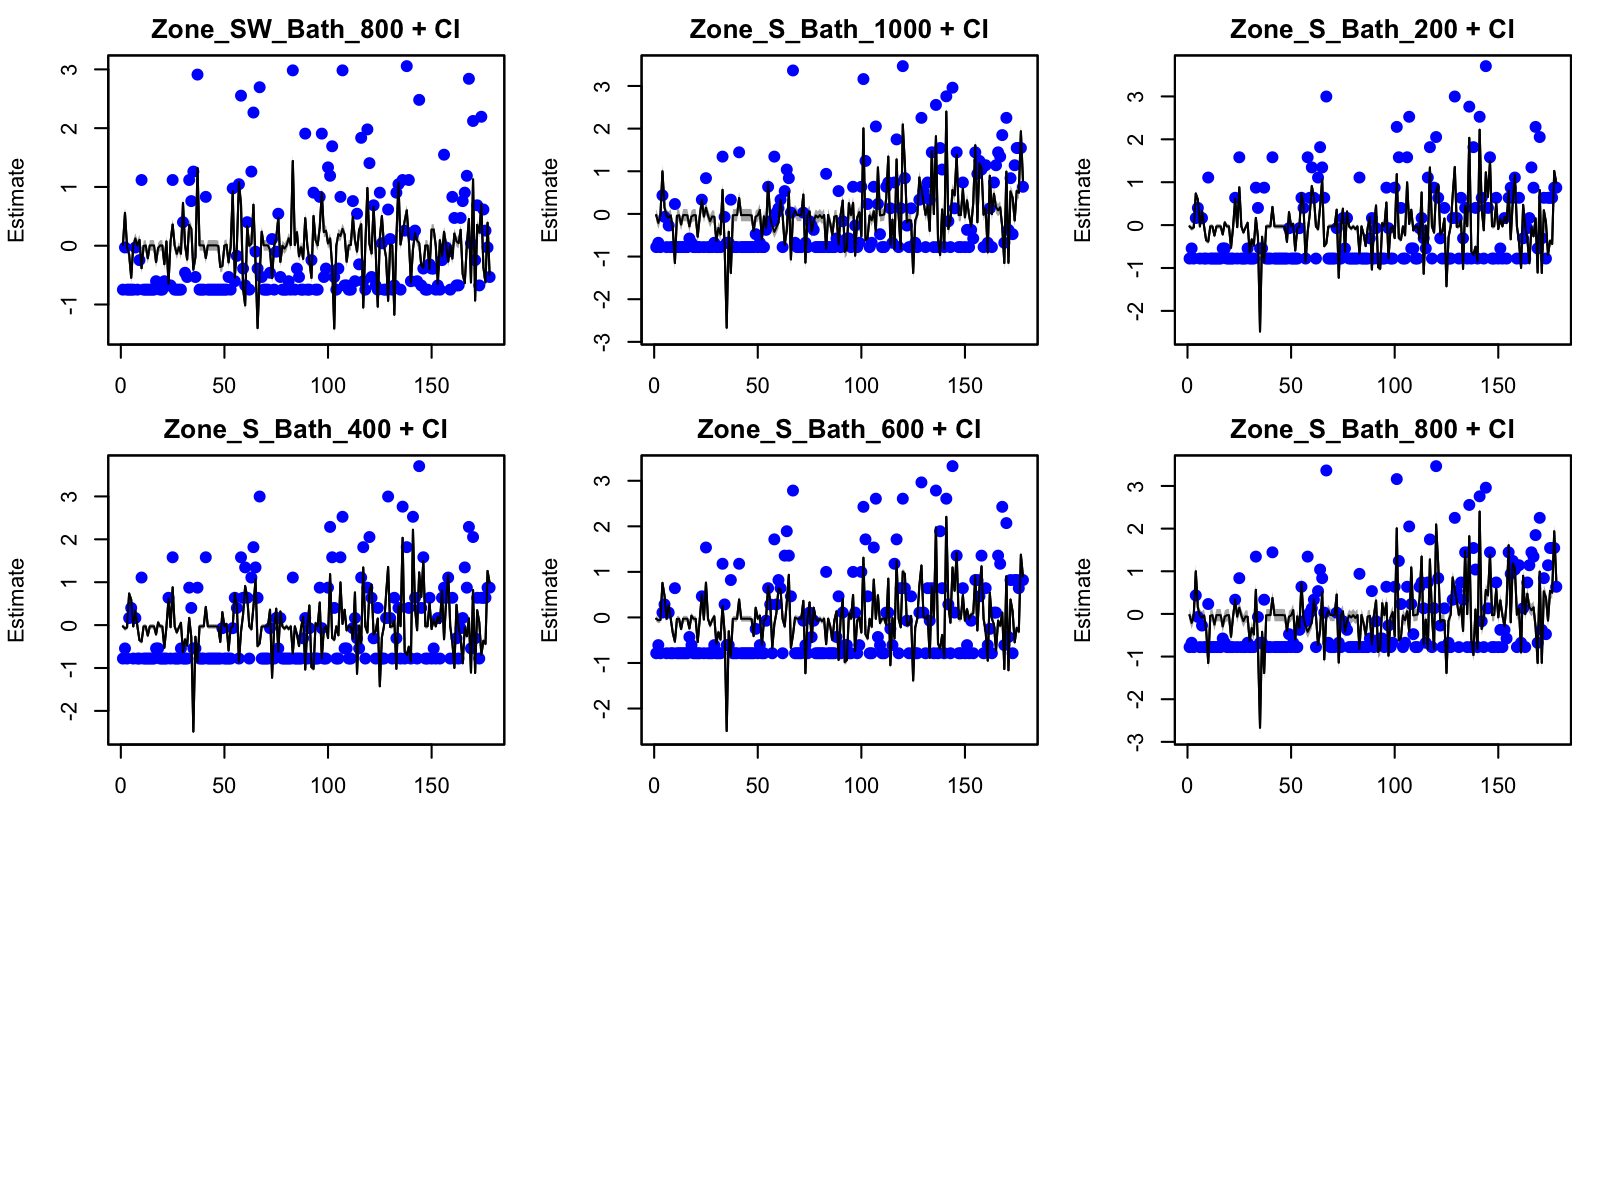 Zone_SW_Bath_800 + CI
Estimate
3
2
1
0
-1
0 50 100 150
Zone_S_Bath_1000 + CI
Estimate
3
2
1
0
-1
-2
-3
0 50 100 150
Zone_S_Bath_200 + CI
Estimate
3
2
1
0
-1
-2
0 50 100 150
Zone_S_Bath_400 + CI
Estimate
3
2
1
0
-1
-2
0 50 100 150
Zone_S_Bath_600 + CI
Estimate
3
2
1
0
-1
-2
0 50 100 150
Zone_S_Bath_800 + CI
Estimate
3
2
1
0
-1
-2
-3
0 50 100 150